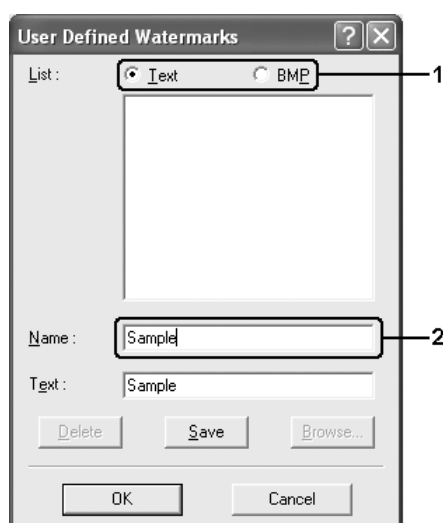 User Defined Watermarks
List : Text BMP 1
Name : Sample 2
Text : Sample
Delete Save Browse...
OK Cancel